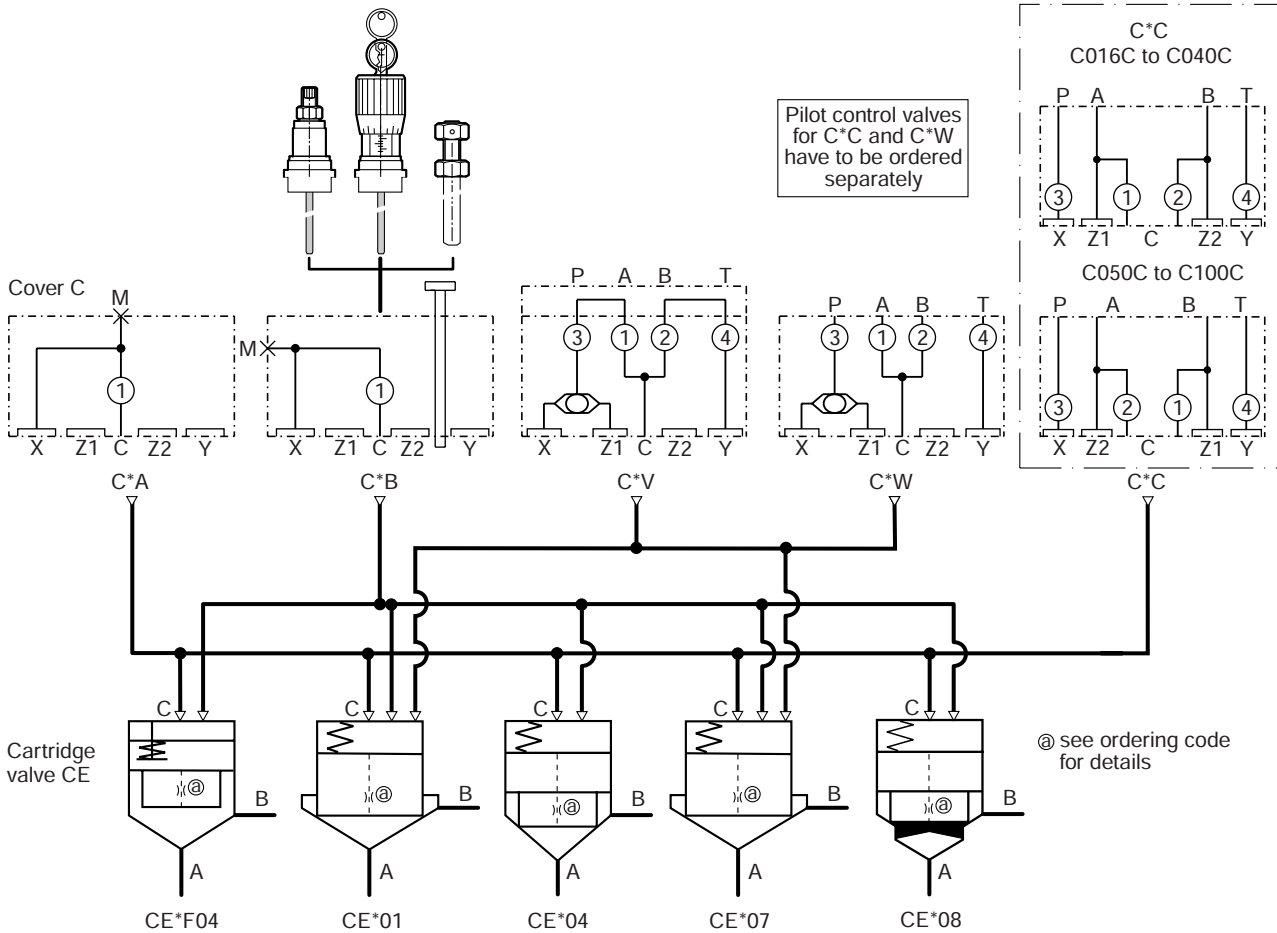 C*C
C016C to C040C
P A B T
3 1 2 4
X Z1 C Z2 Y
C050C to C100C
P A B T
3 2 1 4
X Z2 C Z1 Y
C*C
Pilot control valves
for C*C and C*W
have to be ordered
separately
Cover C
M
1
X Z1 C Z2 Y
C*A
M
1
X Z1 C Z2 Y
C*B
P A B T
3 1 2 4
X Z1 C Z2 Y
C*V
P A B T
3 1 2 4
X Z1 C Z2 Y
C*W
Cartridge
valve CE
C
ⓐ
B
A
CE*F04
C
ⓐ
B
A
CE*01
C
ⓐ
B
A
CE*04
C
ⓐ
B
A
CE*07
C
ⓐ
B
A
CE*08
ⓐ see ordering code
for details